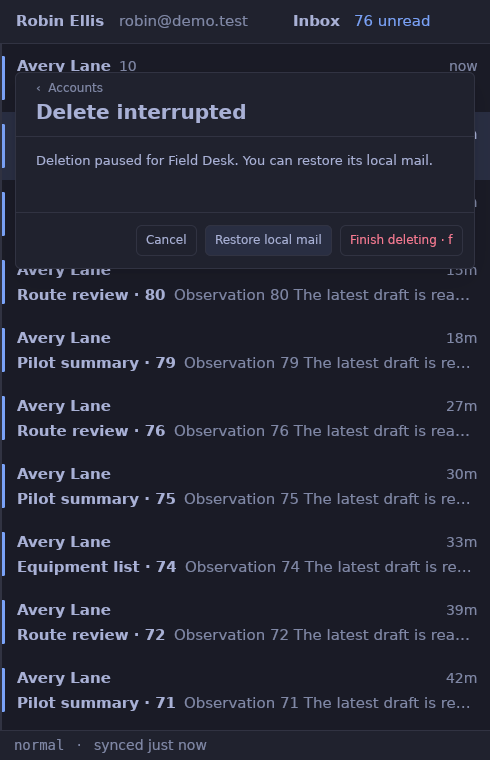 Robin Ellis robin@demo.test Inbox 76 unread
Avery Lane 10 now
‹ Accounts
Delete interrupted
Deletion paused for Field Desk. You can restore its local mail.
Cancel Restore local mail Finish deleting · f
Avery Lane 15m
Route review · 80 Observation 80 The latest draft is rea…
Avery Lane 18m
Pilot summary · 79 Observation 79 The latest draft is re…
Avery Lane 27m
Route review · 76 Observation 76 The latest draft is rea…
Avery Lane 30m
Pilot summary · 75 Observation 75 The latest draft is re…
Avery Lane 33m
Equipment list · 74 Observation 74 The latest draft is re…
Avery Lane 39m
Route review · 72 Observation 72 The latest draft is rea…
Avery Lane 42m
Pilot summary · 71 Observation 71 The latest draft is re…
normal · synced just now